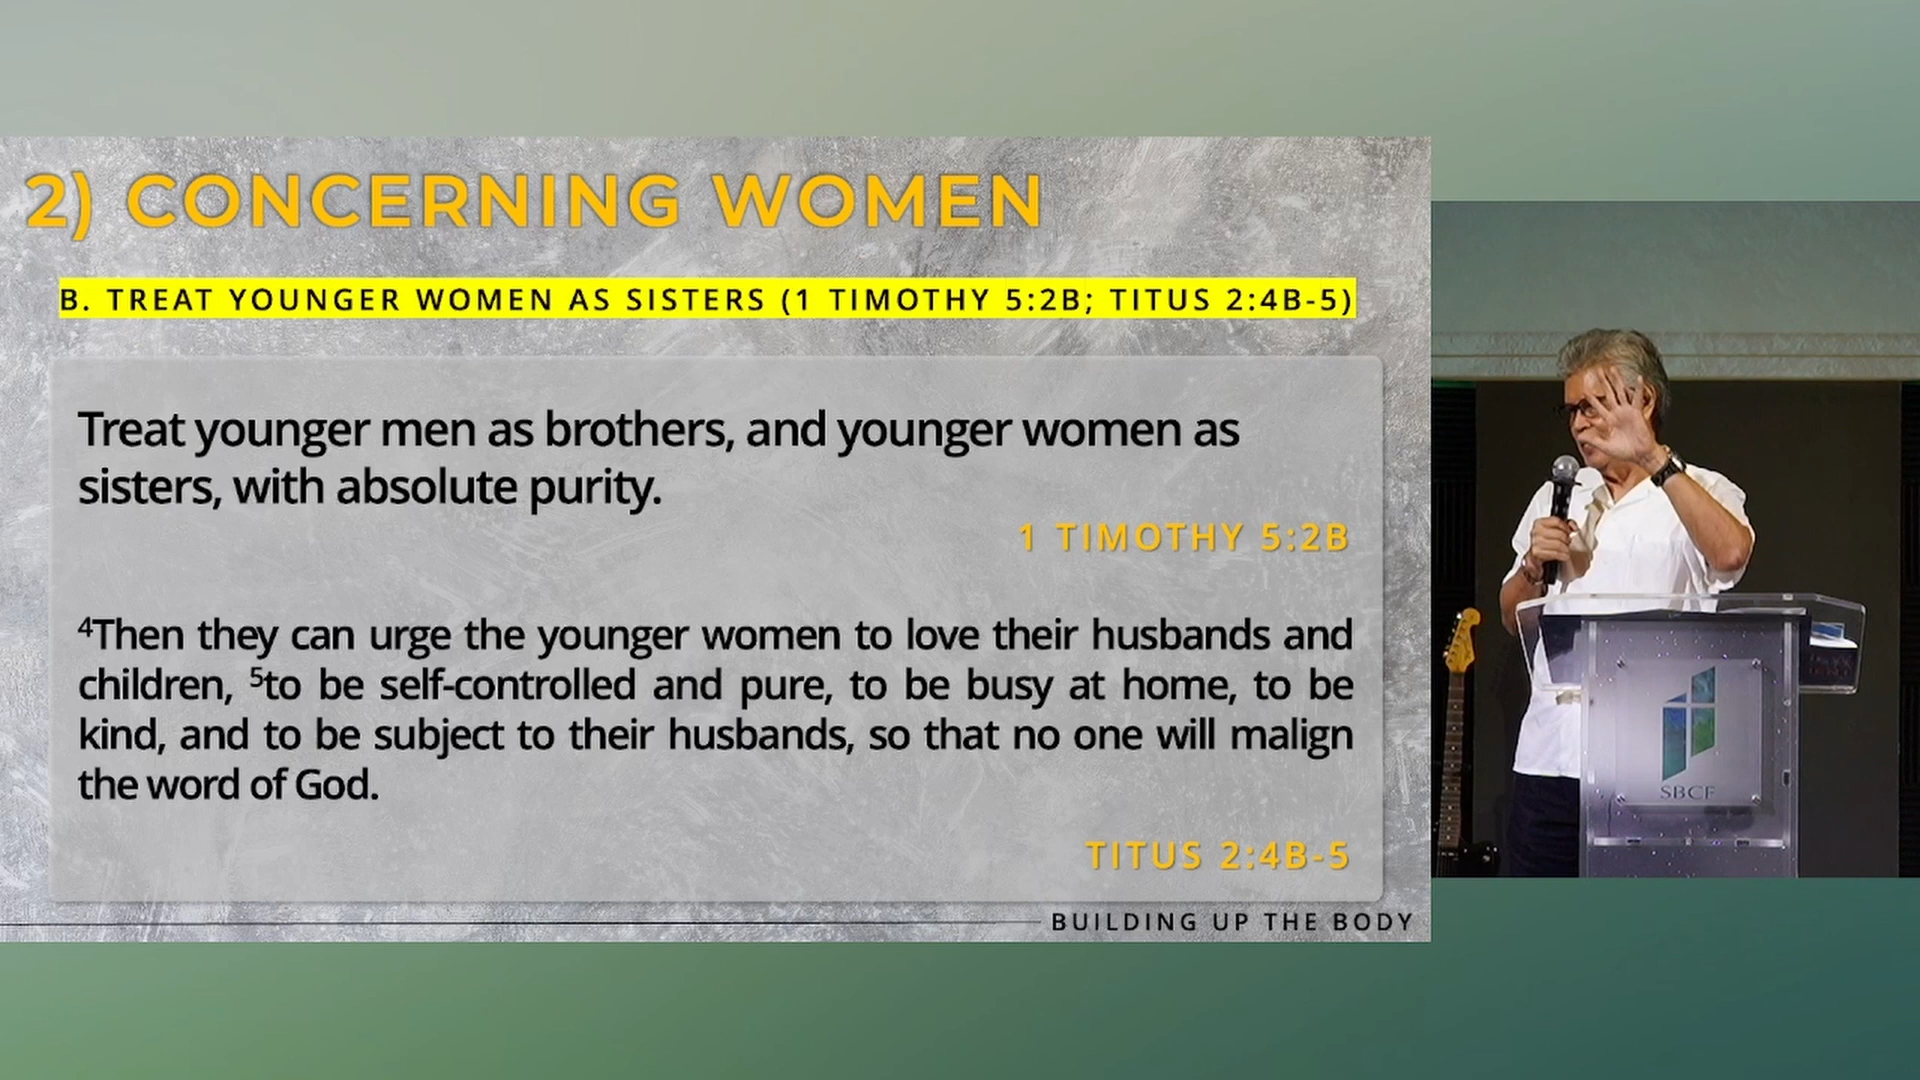 2) CONCERNING WOMEN
B. TREAT YOUNGER WOMEN AS SISTERS (1 TIMOTHY 5:2B; TITUS 2:4B-5)
Treat younger men as brothers, and younger women as
sisters, with absolute purity.
1 TIMOTHY 5:2B
⁴Then they can urge the younger women to love their husbands and
children, ⁵to be self-controlled and pure, to be busy at home, to be
kind, and to be subject to their husbands, so that no one will malign
the word of God.
TITUS 2:4B-5
BUILDING UP THE BODY
SBCF